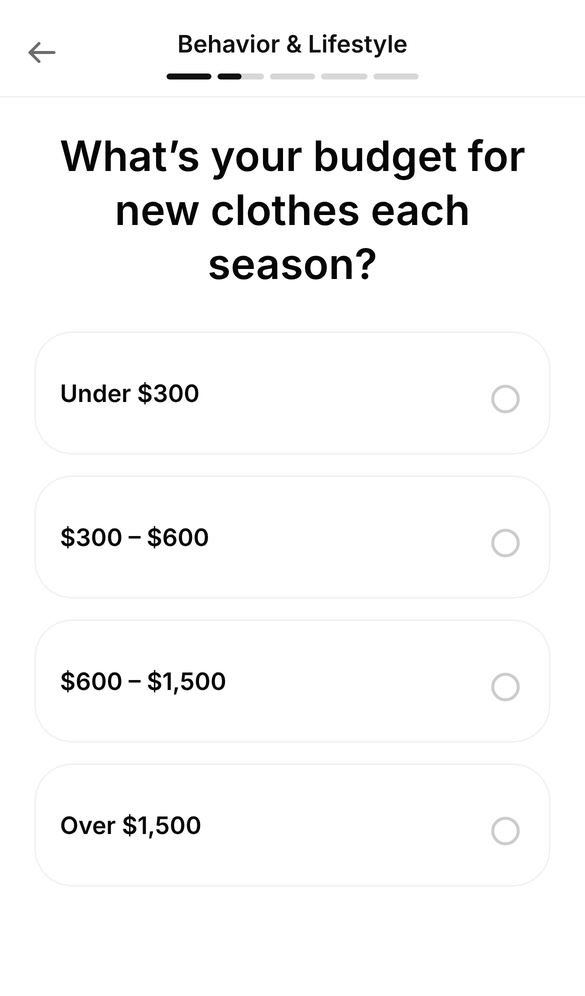 Behavior & Lifestyle
What’s your budget for
new clothes each
season?
Under $300
$300 – $600
$600 – $1,500
Over $1,500